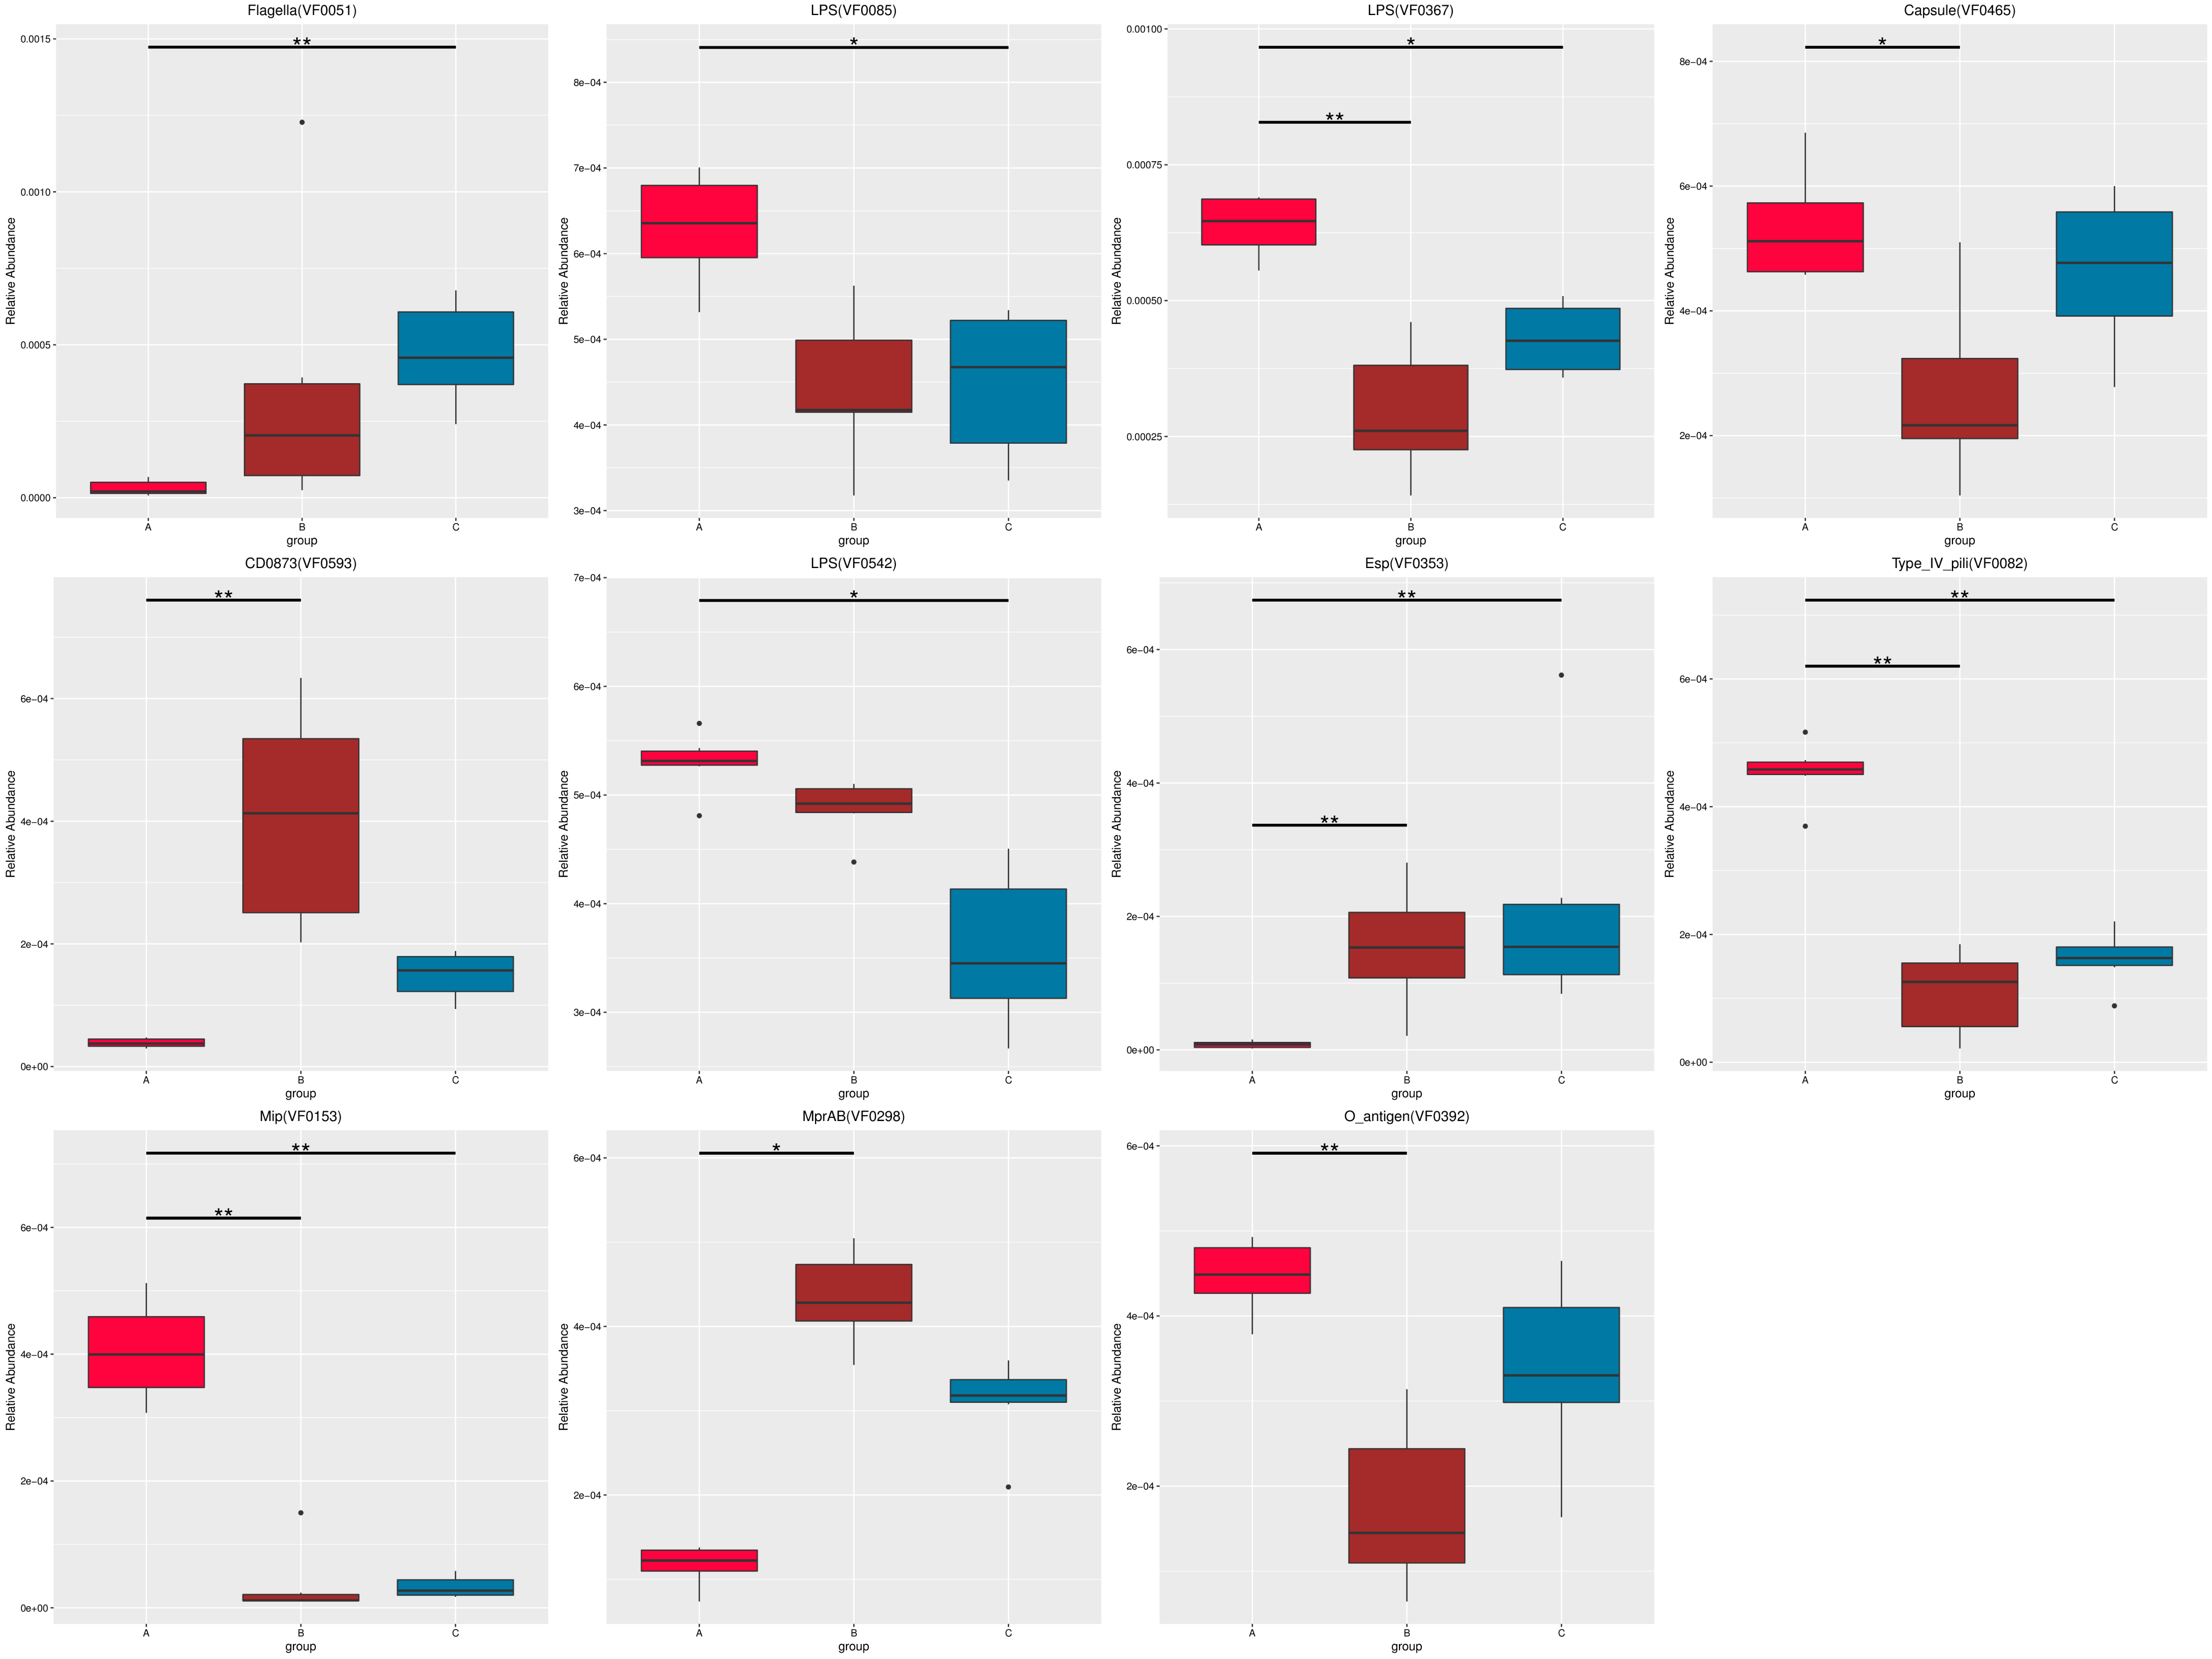 Flagella(VF0051)
**
0.0015
0.0010
0.0005
0.0000
Relative Abundance
A B C
group
LPS(VF0085)
*
8e−04
7e−04
6e−04
5e−04
4e−04
3e−04
Relative Abundance
A B C
group
LPS(VF0367)
*
**
0.00100
0.00075
0.00050
0.00025
Relative Abundance
A B C
group
Capsule(VF0465)
*
8e−04
6e−04
4e−04
2e−04
Relative Abundance
A B C
group
CD0873(VF0593)
**
6e−04
4e−04
2e−04
0e+00
Relative Abundance
A B C
group
LPS(VF0542)
*
7e−04
6e−04
5e−04
4e−04
3e−04
Relative Abundance
A B C
group
Esp(VF0353)
**
**
6e−04
4e−04
2e−04
0e+00
Relative Abundance
A B C
group
Type_IV_pili(VF0082)
**
**
6e−04
4e−04
2e−04
0e+00
Relative Abundance
A B C
group
Mip(VF0153)
**
**
6e−04
4e−04
2e−04
0e+00
Relative Abundance
A B C
group
MprAB(VF0298)
*
6e−04
4e−04
2e−04
Relative Abundance
A B C
group
O_antigen(VF0392)
**
6e−04
4e−04
2e−04
Relative Abundance
A B C
group